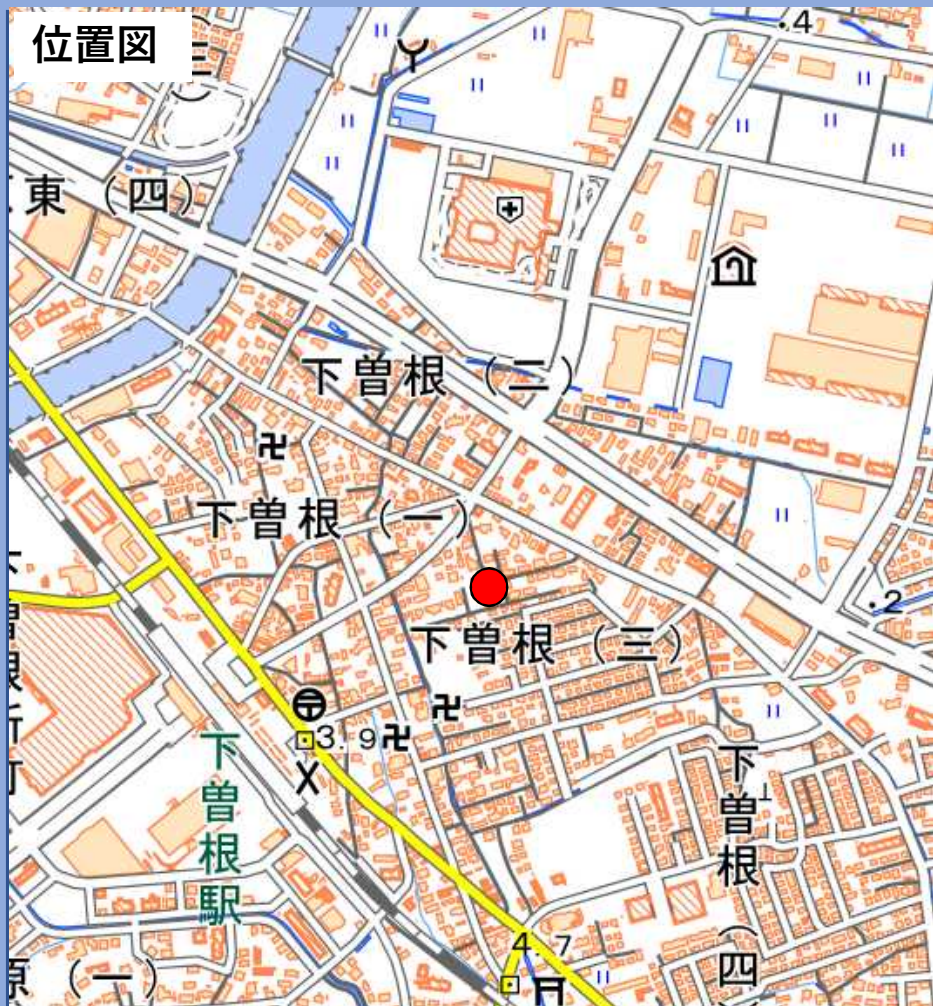 位置図
.4
東（四）
下曽根（二）
下曽根（一）
.2
下曽根（三）
3.9
下曽根駅
下曽根（四
4.7
原（一）